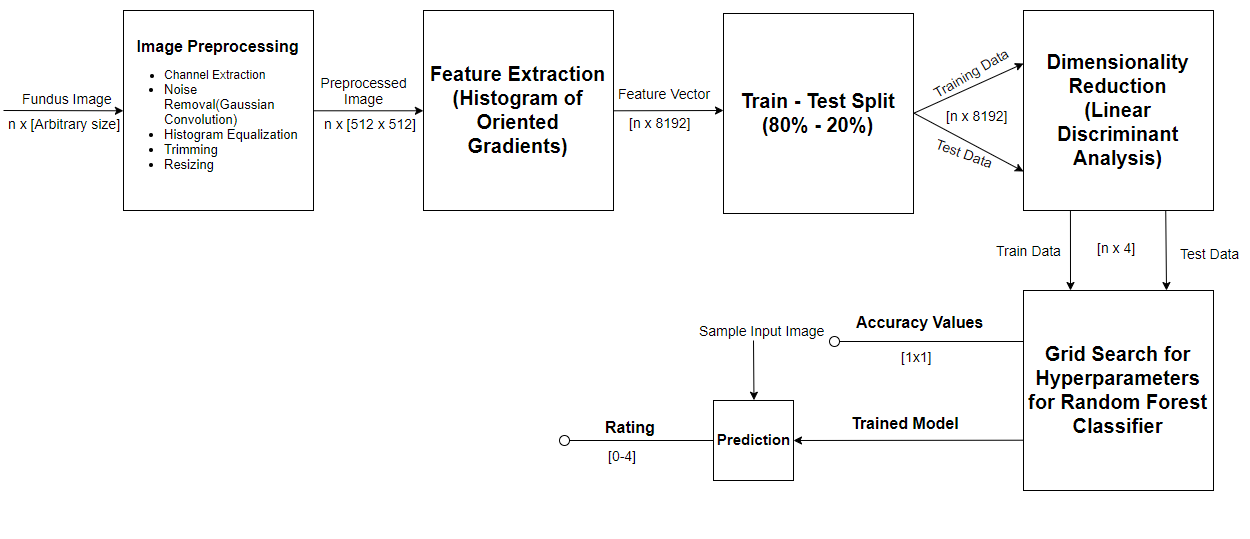 Fundus Image
n x [Arbitrary size]
Image Preprocessing
Channel Extraction
Noise
Removal(Gaussian
Convolution)
Histogram Equalization
Trimming
Resizing
Preprocessed
Image
n x [512 x 512]
Feature Extraction
(Histogram of
Oriented
Gradients)
Feature Vector
[n x 8192]
Train - Test Split
(80% - 20%)
Training Data
[n x 8192]
Test Data
Dimensionality
Reduction
(Linear
Discriminant
Analysis)
Train Data
[n x 4]
Test Data
Grid Search for
Hyperparameters
for Random Forest
Classifier
Accuracy Values
[1x1]
Trained Model
Sample Input Image
Prediction
Rating
[0-4]